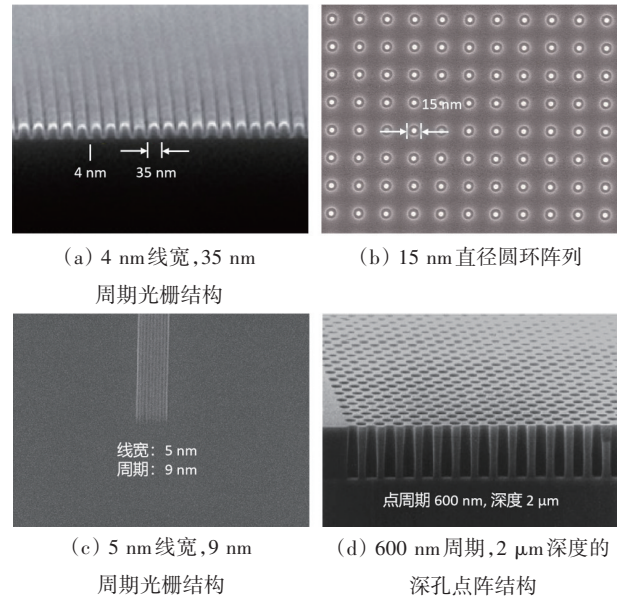 4 nm
35 nm
15 nm
(a) 4 nm线宽,35 nm
周期光栅结构
(b) 15 nm直径圆环阵列
线宽: 5 nm
周期: 9 nm
点周期 600 nm, 深度 2 μm
(c) 5 nm线宽,9 nm
周期光栅结构
(d) 600 nm周期,2 μm深度的
深孔点阵结构